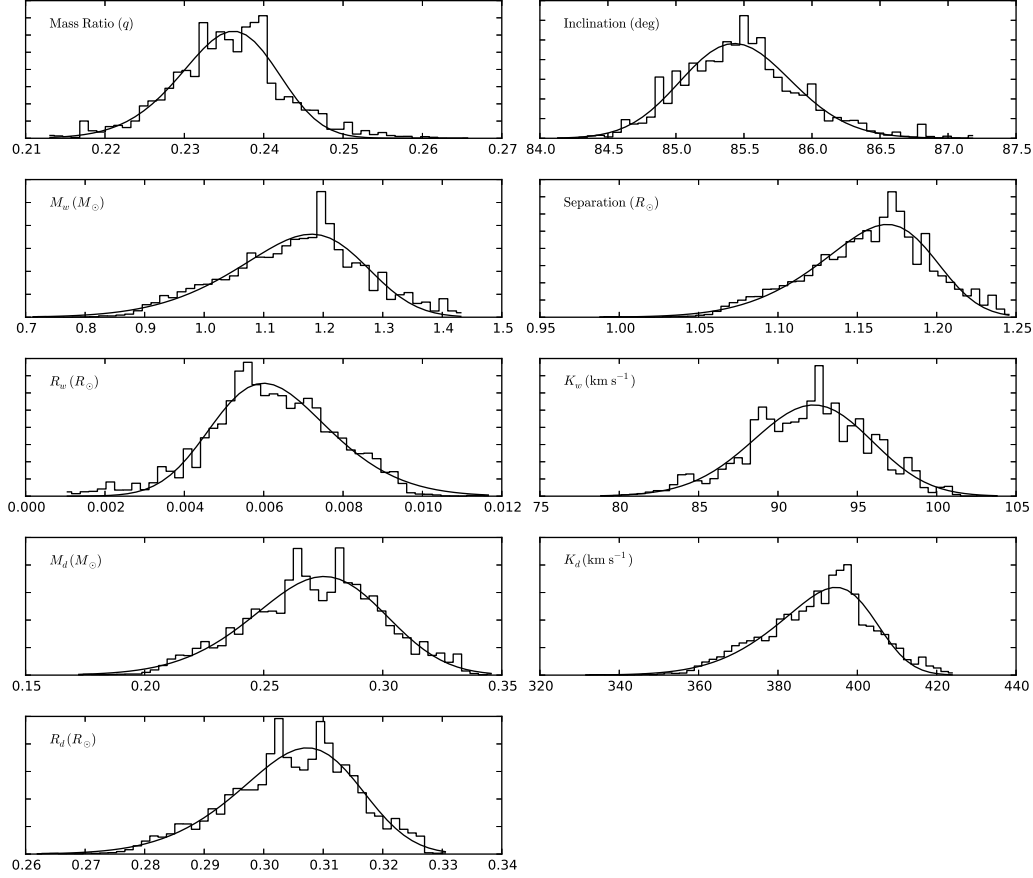 Mass Ratio (q)
0.21 0.22 0.23 0.24 0.25 0.26 0.27
Inclination (deg)
84.0 84.5 85.0 85.5 86.0 86.5 87.0 87.5
M_w (M_⊙)
0.7 0.8 0.9 1.0 1.1 1.2 1.3 1.4 1.5
Separation (R_⊙)
0.95 1.00 1.05 1.10 1.15 1.20 1.25
R_w (R_⊙)
0.000 0.002 0.004 0.006 0.008 0.010 0.012
K_w (km s⁻¹)
75 80 85 90 95 100 105
M_d (M_⊙)
0.15 0.20 0.25 0.30 0.35
K_d (km s⁻¹)
320 340 360 380 400 420 440
R_d (R_⊙)
0.26 0.27 0.28 0.29 0.30 0.31 0.32 0.33 0.34